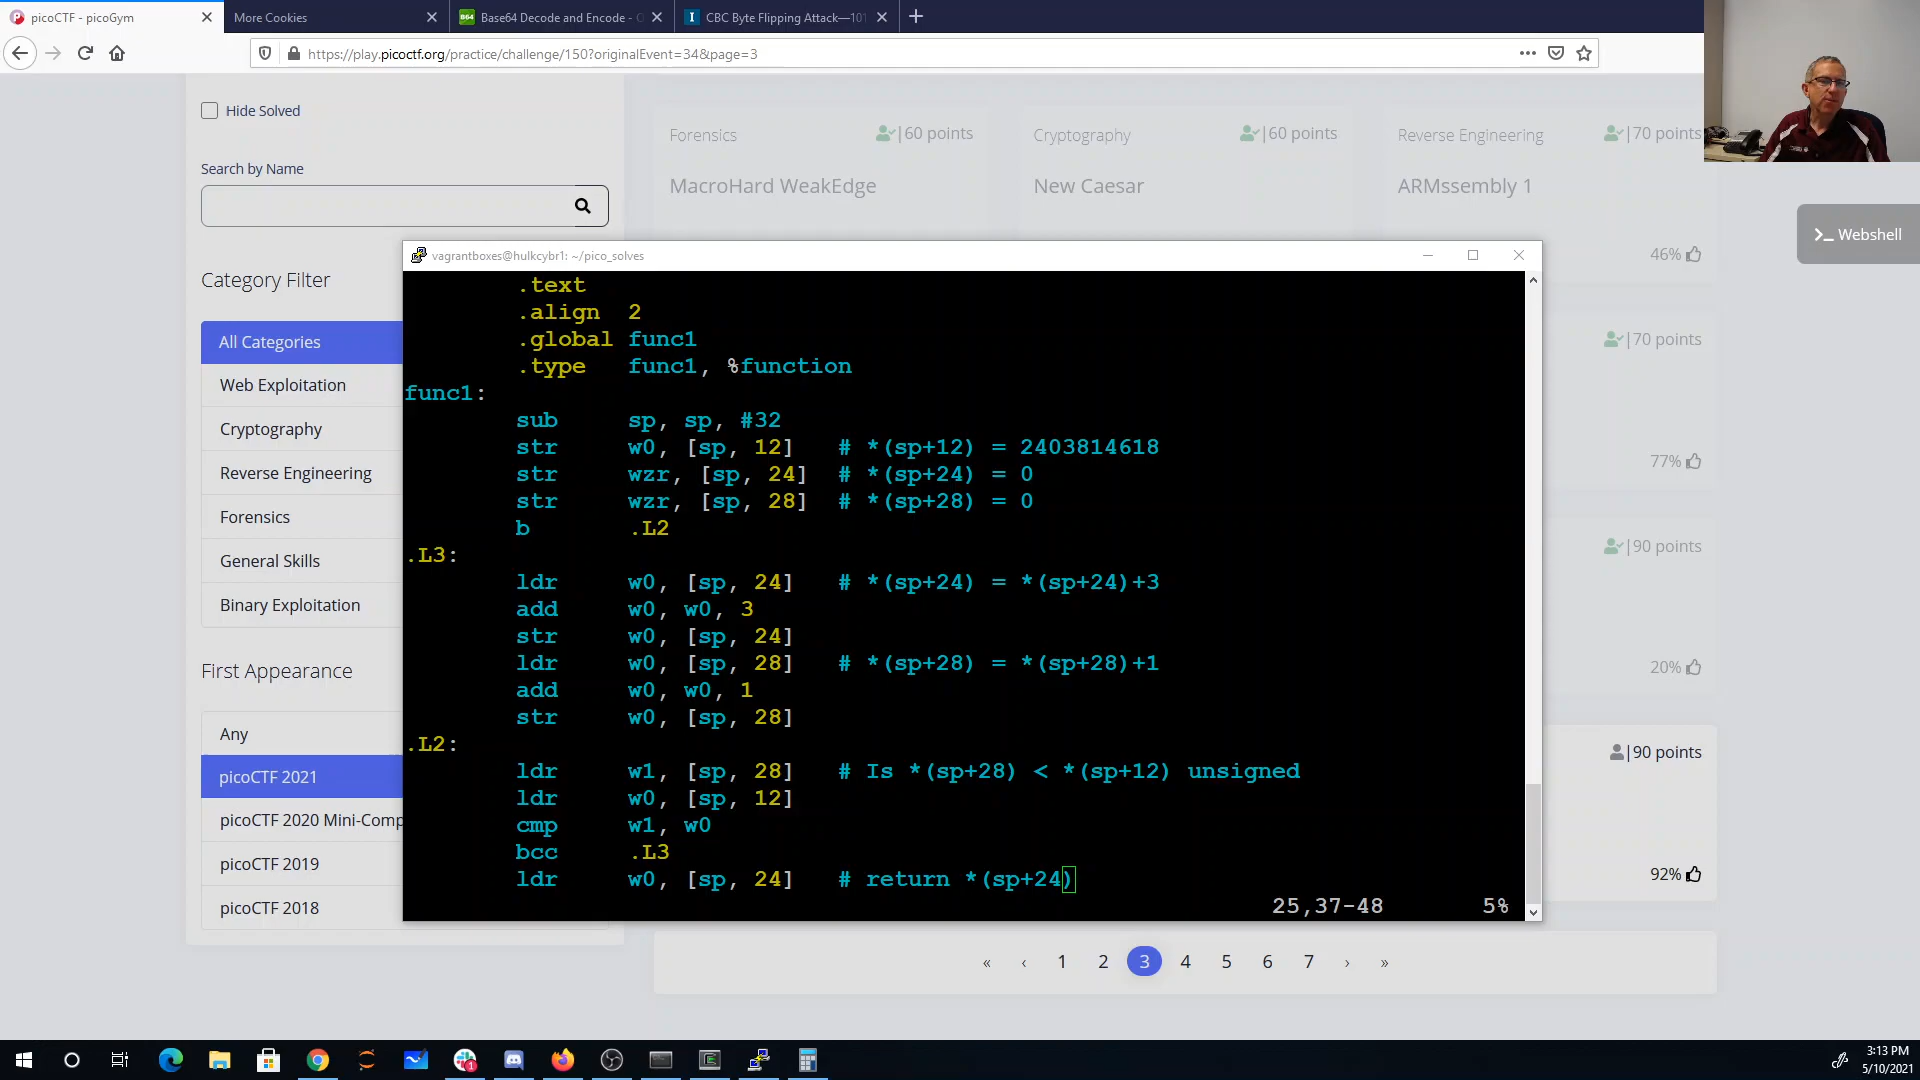 picoCTF - picoGym
More Cookies
B64 Base64 Decode and Encode - O
I CBC Byte Flipping Attack—101
https://play.picoctf.org/practice/challenge/150?originalEvent=34&page=3
Hide Solved
Search by Name
Category Filter
All Categories
Web Exploitation
Cryptography
Reverse Engineering
Forensics
General Skills
Binary Exploitation
First Appearance
Any
picoCTF 2021
picoCTF 2020 Mini-Comp
picoCTF 2019
picoCTF 2018
Forensics |60 points
MacroHard WeakEdge
Cryptography |60 points
New Caesar
Reverse Engineering |70 points
ARMssembly 1
46%
>_ Webshell
|70 points
77%
|90 points
20%
|90 points
92%
vagrantboxes@hulkcybr1: ~/pico_solves
.text
.align 2
.global func1
.type func1, %function
func1:
sub sp, sp, #32
str w0, [sp, 12] # *(sp+12) = 2403814618
str wzr, [sp, 24] # *(sp+24) = 0
str wzr, [sp, 28] # *(sp+28) = 0
b .L2
.L3:
ldr w0, [sp, 24] # *(sp+24) = *(sp+24)+3
add w0, w0, 3
str w0, [sp, 24]
ldr w0, [sp, 28] # *(sp+28) = *(sp+28)+1
add w0, w0, 1
str w0, [sp, 28]
.L2:
ldr w1, [sp, 28] # Is *(sp+28) < *(sp+12) unsigned
ldr w0, [sp, 12]
cmp w1, w0
bcc .L3
ldr w0, [sp, 24] # return *(sp+24)
25,37-48 5%
« ‹ 1 2 3 4 5 6 7 › »
3:13 PM
5/10/2021